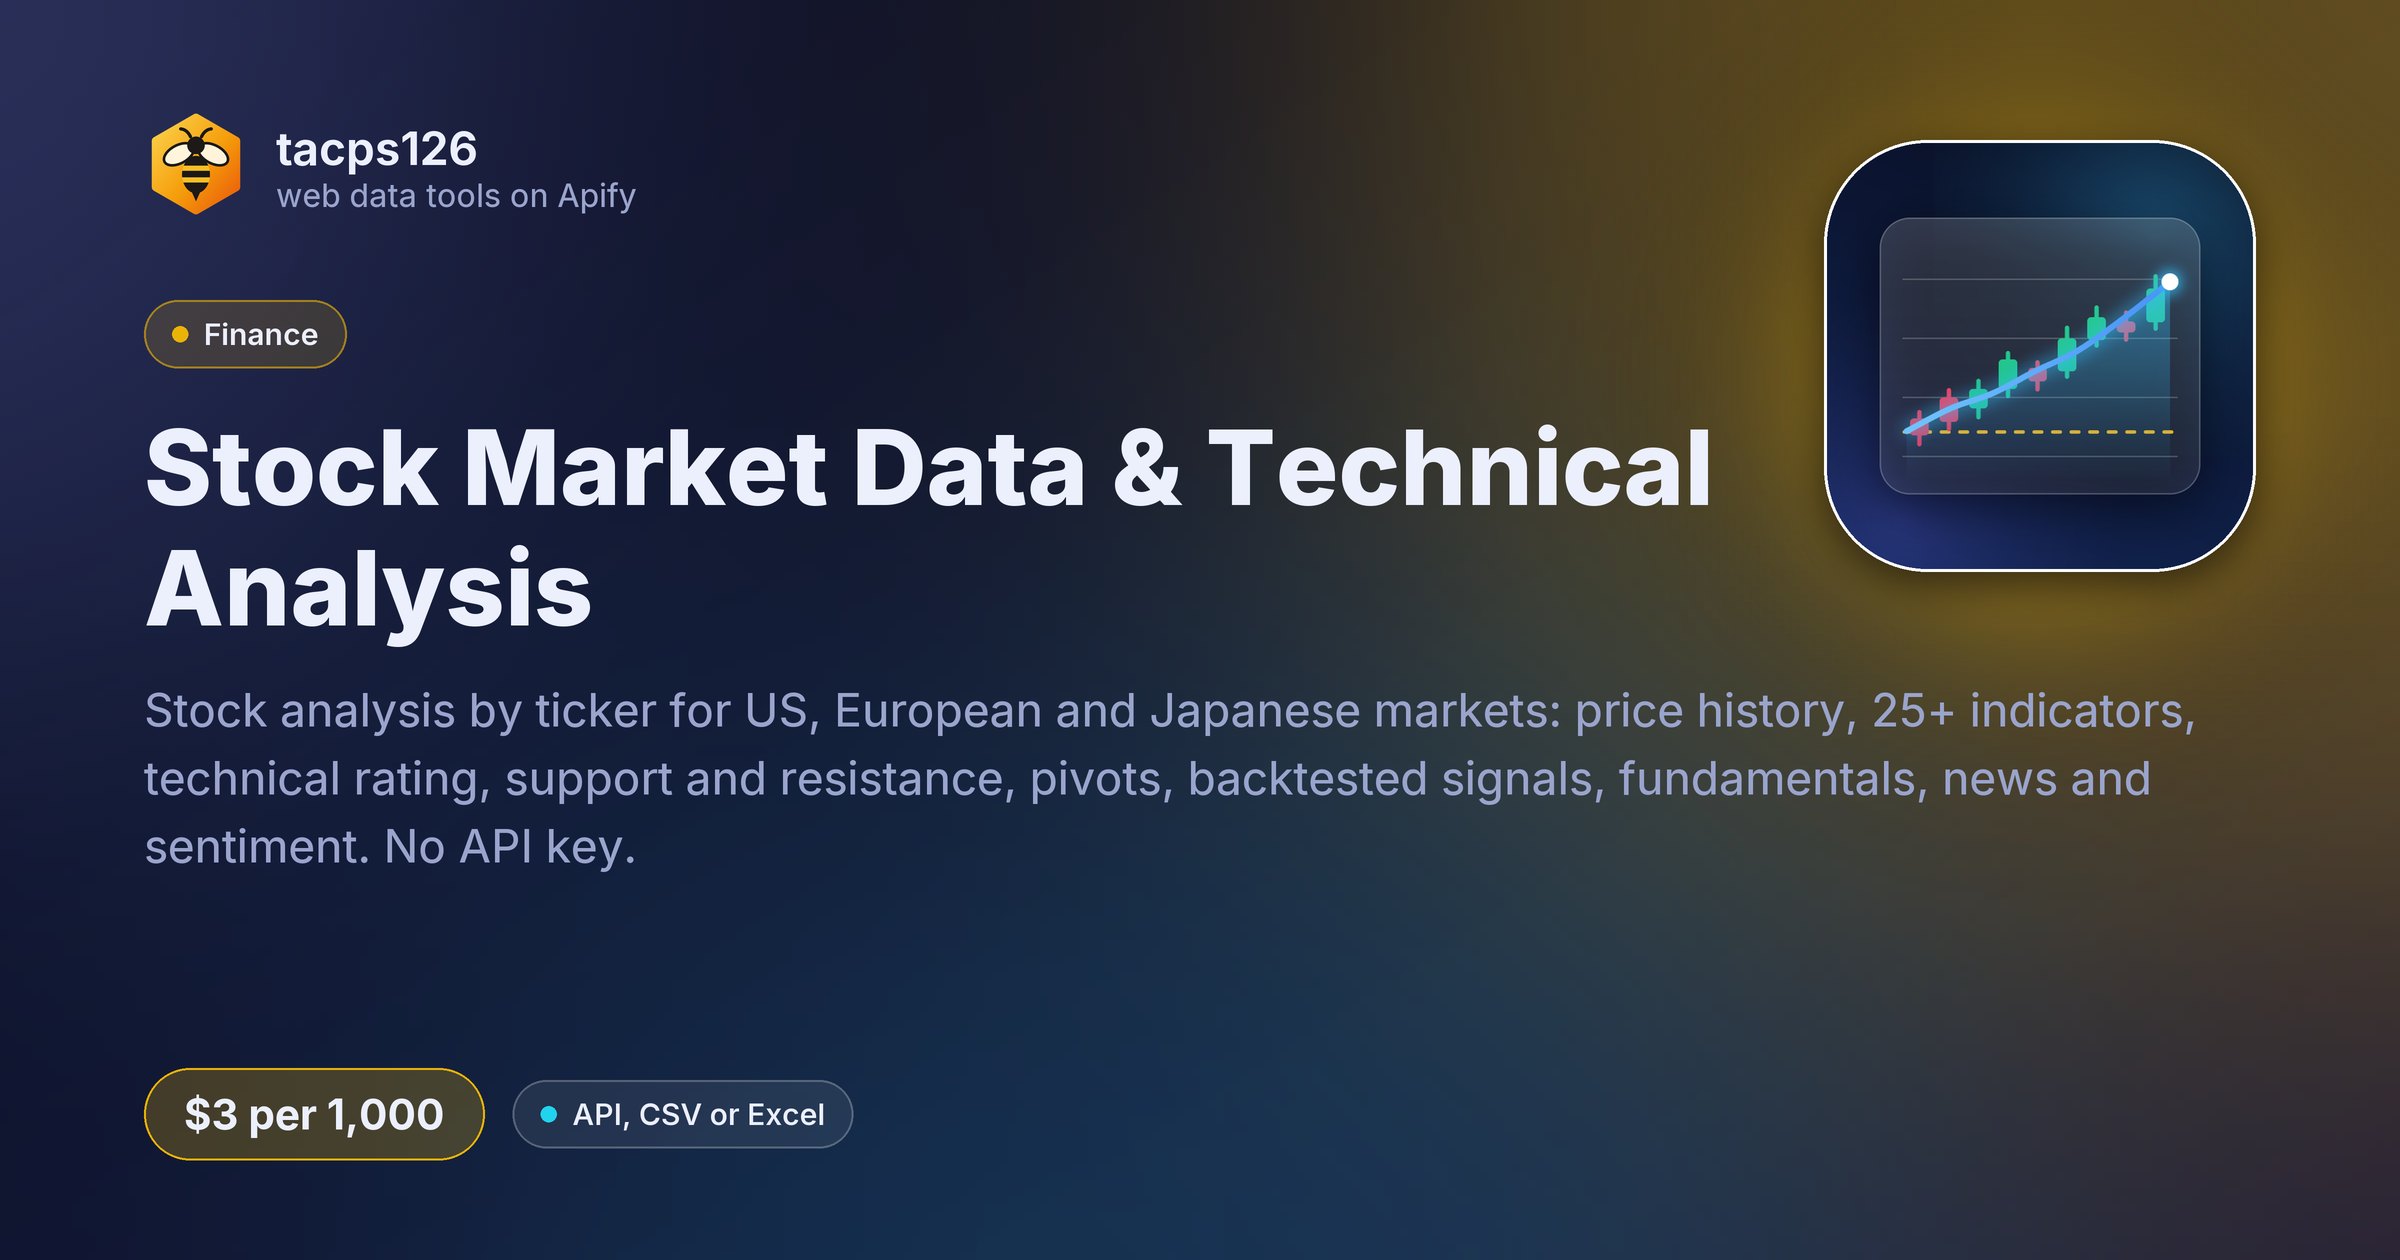 tacps126
web data tools on Apify
Finance
Stock Market Data & Technical
Analysis
Stock analysis by ticker for US, European and Japanese markets: price history, 25+ indicators,
technical rating, support and resistance, pivots, backtested signals, fundamentals, news and
sentiment. No API key.
$3 per 1,000
API, CSV or Excel